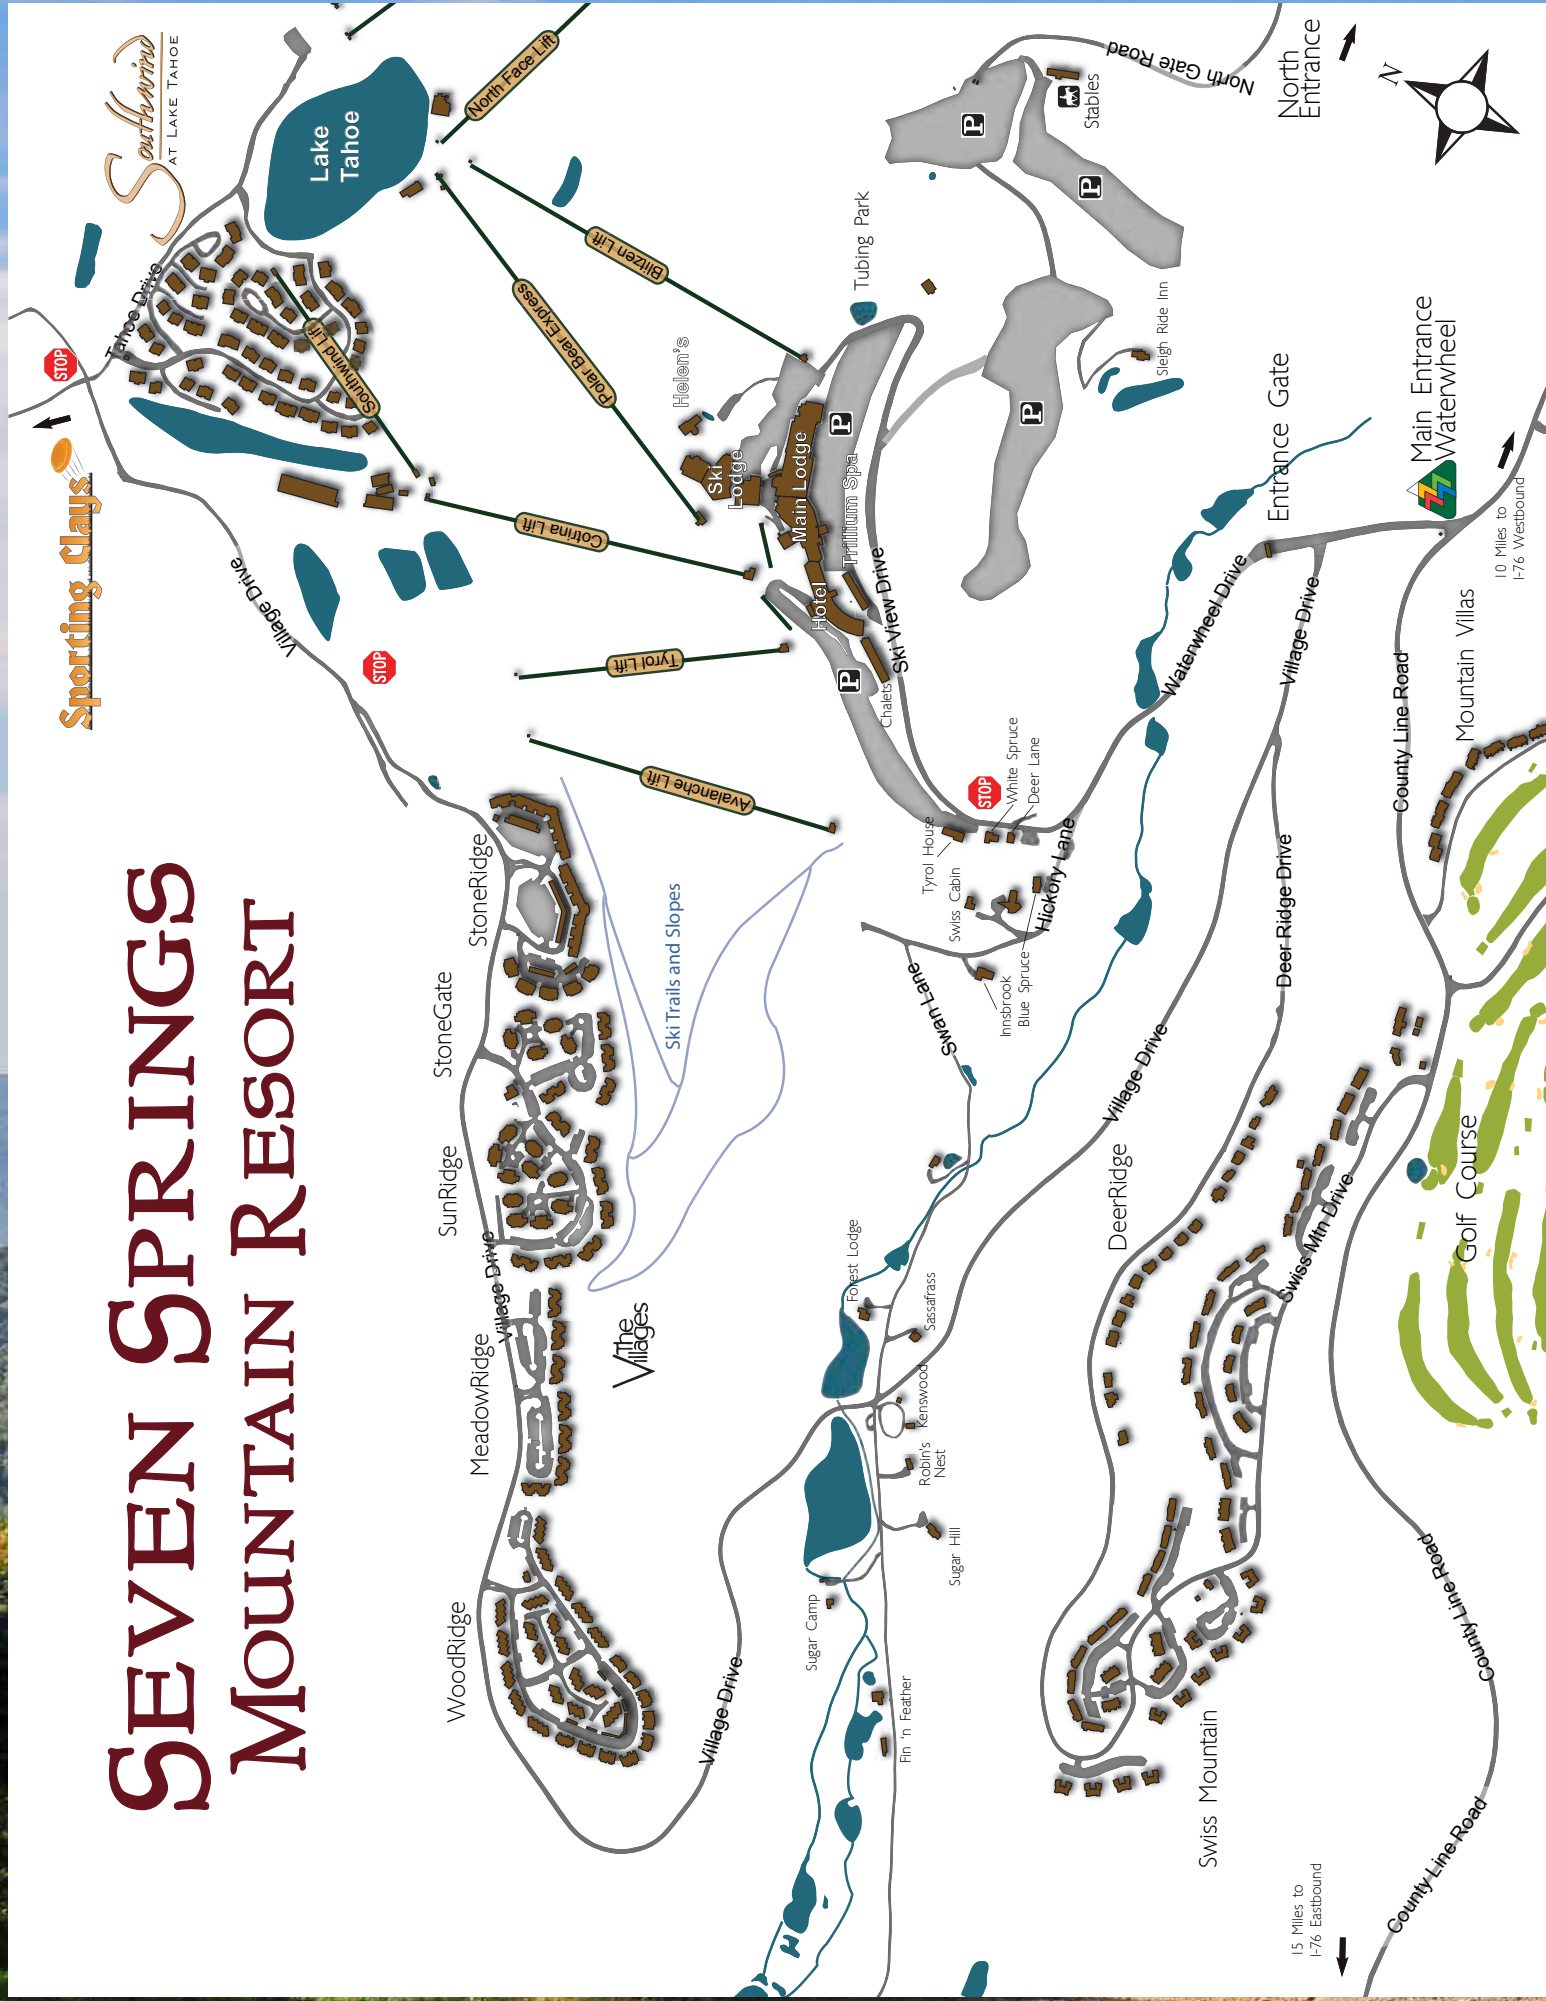 SEVEN SPRINGS
MOUNTAIN RESORT
Sporting Clays
Southwind
AT LAKE TAHOE
STOP
Tahoe Drive
Lake
Tahoe
North Face Lift
Southwind Lift
Blitzen Lift
Polar Bear Express
Cotrina Lift
Tyrol Lift
Avalanche Lift
Village Drive
STOP
StoneRidge
StoneGate
SunRidge
Village Drive
MeadowRidge
WoodRidge
The
Villages
Ski Trails and Slopes
Helen's
Ski
Lodge
Main Lodge
Hotel
Trillium Spa
P
P
Chalets
Ski View Drive
Tubing Park
P
P
P
Stables
North Gate Road
North
Entrance
N
Sleigh Ride Inn
Entrance Gate
Main Entrance
Waterwheel
10 Miles to
I-76 Westbound
Waterwheel Drive
Village Drive
County Line Road
Mountain Villas
STOP
White Spruce
Deer Lane
Tyrol House
Swiss Cabin
Hickory Lane
Innsbrook
Blue Spruce
Swan Lane
Deer Ridge Drive
Village Drive
DeerRidge
Forest Lodge
Sassafrass
Kenswood
Robin's
Nest
Sugar Hill
Sugar Camp
Fin 'n Feather
Village Drive
Swiss Mtn Drive
Golf Course
Swiss Mountain
County Line Road
County Line Road
15 Miles to
I-76 Eastbound